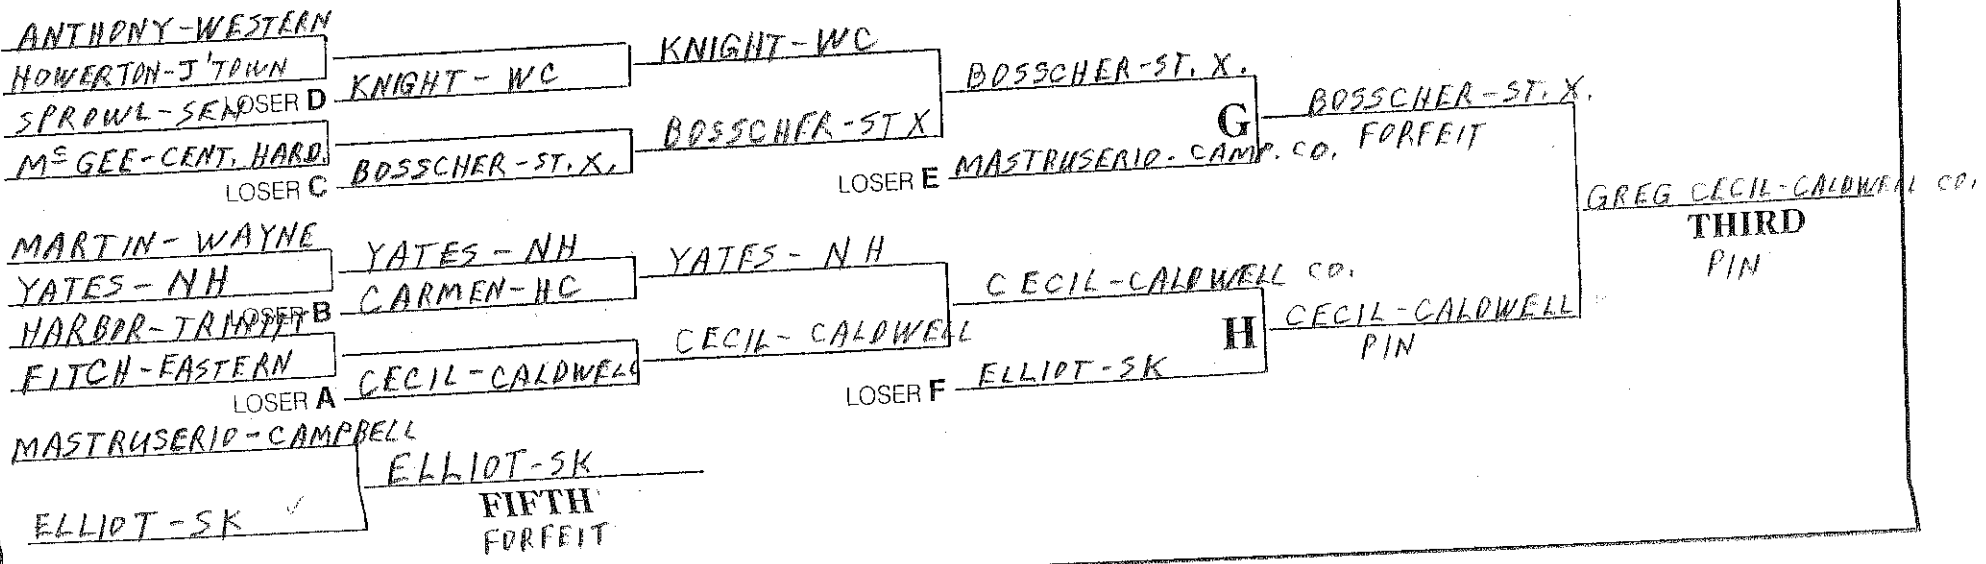 ANTHONY-WESTERN
HOWERTON-J'TOWN
SPROWL-SEN
LOSER D
KNIGHT-WC
MCGEE-CENT. HARD.
LOSER C
BOSSCHER-ST.X.
KNIGHT-WC
BOSSCHER-ST X
BOSSCHER-ST. X.
G
LOSER E
MASTRUSERIO-CAMP. CO.
BOSSCHER-ST. X.
FORFEIT
GREG CECIL-CALDWELL CO.
THIRD
PIN
MARTIN-WAYNE
YATES-NH
HARBOR-
LOSER B
FITCH-EASTERN
LOSER A
YATES-NH
CARMEN-HC
CECIL-CALDWELL
YATES-NH
CECIL-CALDWELL
CECIL-CALDWELL CO.
H
LOSER F
ELLIOT-SK
CECIL-CALDWELL
PIN
MASTRUSERIO-CAMPBELL
ELLIOT-SK
ELLIOT-SK
FIFTH
FORFEIT